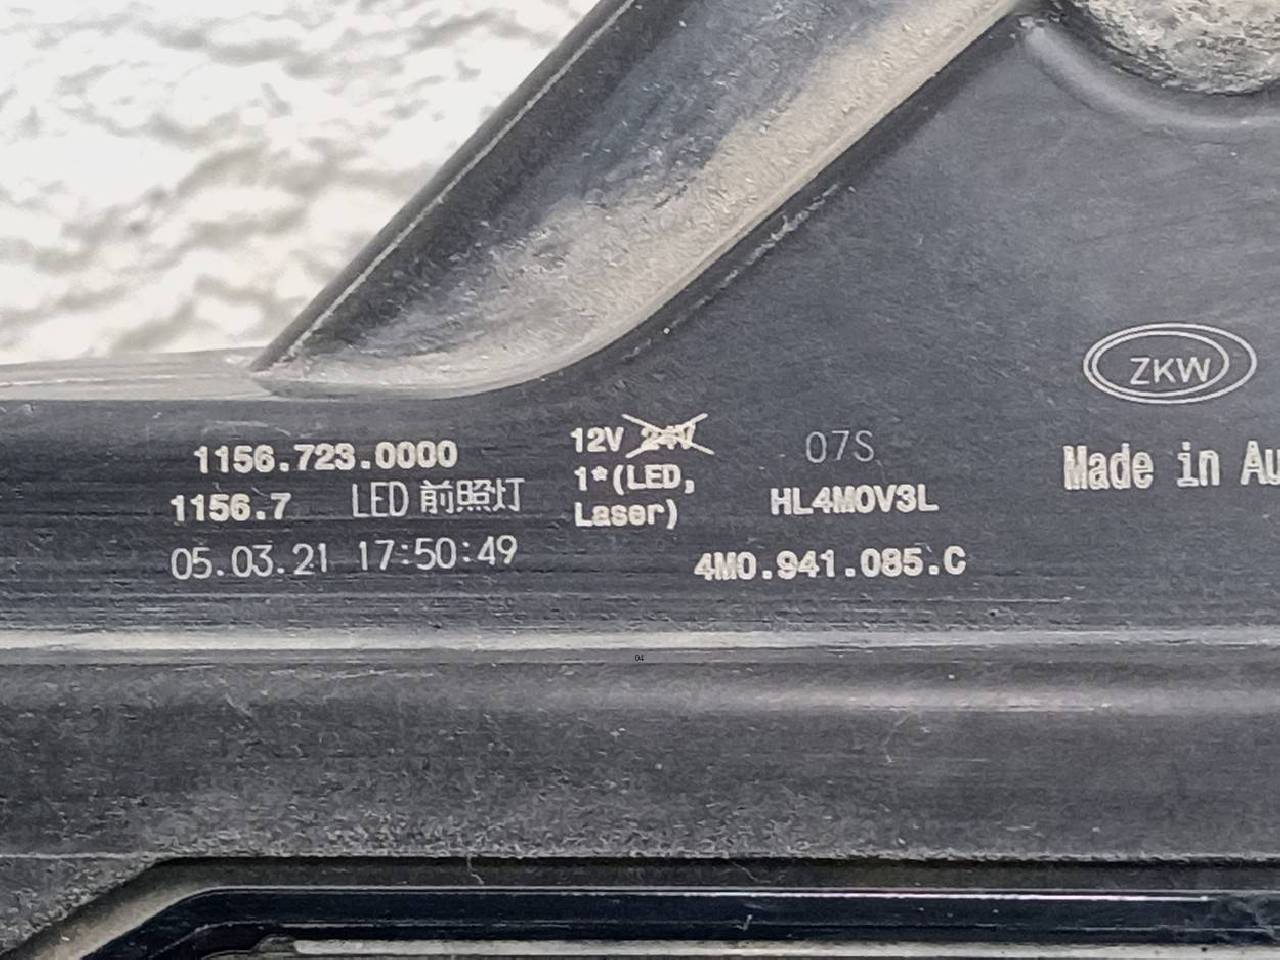 ZKW
1156.723.0000
12V 24V
07S
Made in Au
1156.7 LED 前照灯
1*(LED,
Laser)
HL4M0V3L
05.03.21 17:50:49
4M0.941.085.C
04